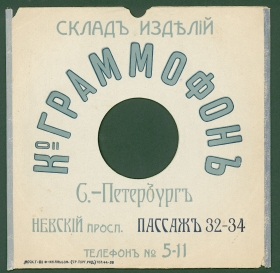 СКЛАДЪ ИЗДѢЛІЙ
Кᴼ ГРАММОФОНЪ
С.-Петербургъ
НЕВСКІЙ просп. ПАССАЖЪ 32-34
ТЕЛЕФОНЪ № 5-11